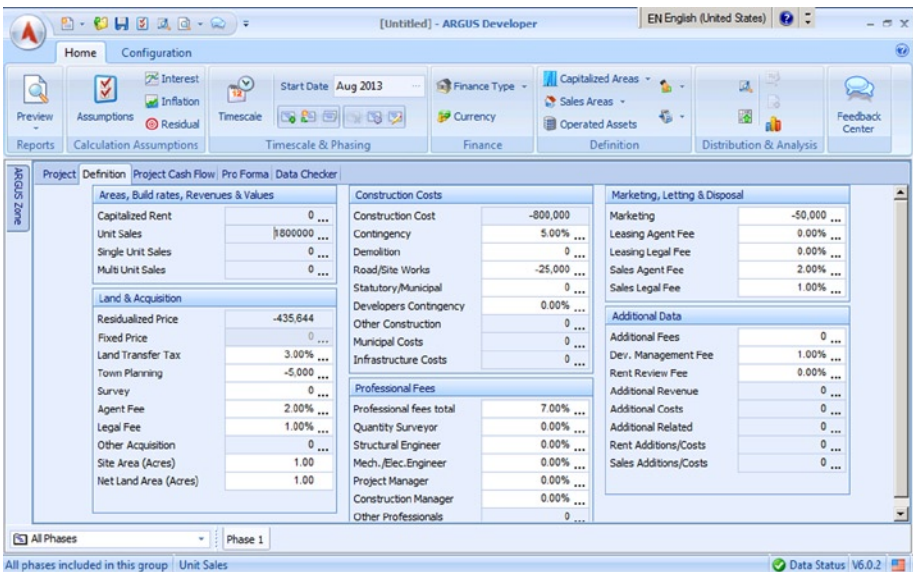 [Untitled] - ARGUS Developer
EN English (United States)
Home Configuration
Preview
Reports
Assumptions
Interest
Inflation
Residual
Calculation Assumptions
Timescale
Start Date Aug 2013
Timescale & Phasing
Finance Type
Currency
Finance
Capitalized Areas
Sales Areas
Operated Assets
Definition
Distribution & Analysis
Feedback Center
ARGUS Zone
Project Definition Project Cash Flow Pro Forma Data Checker
Areas, Build rates, Revenues & Values
Capitalized Rent 0 ...
Unit Sales 1800000 ...
Single Unit Sales 0 ...
Multi Unit Sales 0 ...
Land & Acquisition
Residualized Price -435,644
Fixed Price 0 ...
Land Transfer Tax 3.00% ...
Town Planning -5,000 ...
Survey 0 ...
Agent Fee 2.00% ...
Legal Fee 1.00% ...
Other Acquisition 0 ...
Site Area (Acres) 1.00
Net Land Area (Acres) 1.00
Construction Costs
Construction Cost -800,000
Contingency 5.00% ...
Demolition 0 ...
Road/Site Works -25,000 ...
Statutory/Municipal 0 ...
Developers Contingency 0.00% ...
Other Construction 0 ...
Municipal Costs 0 ...
Infrastructure Costs 0 ...
Professional Fees
Professional fees total 7.00% ...
Quantity Surveyor 0.00% ...
Structural Engineer 0.00% ...
Mech./Elec.Engineer 0.00% ...
Project Manager 0.00% ...
Construction Manager 0.00% ...
Other Professionals 0 ...
Marketing, Letting & Disposal
Marketing -50,000 ...
Leasing Agent Fee 0.00% ...
Leasing Legal Fee 0.00% ...
Sales Agent Fee 2.00% ...
Sales Legal Fee 1.00% ...
Additional Data
Additional Fees 0 ...
Dev. Management Fee 1.00% ...
Rent Review Fee 0.00% ...
Additional Revenue 0 ...
Additional Costs 0 ...
Additional Related 0 ...
Rent Additions/Costs 0 ...
Sales Additions/Costs 0 ...
All Phases Phase 1
All phases included in this group Unit Sales Data Status V6.0.2